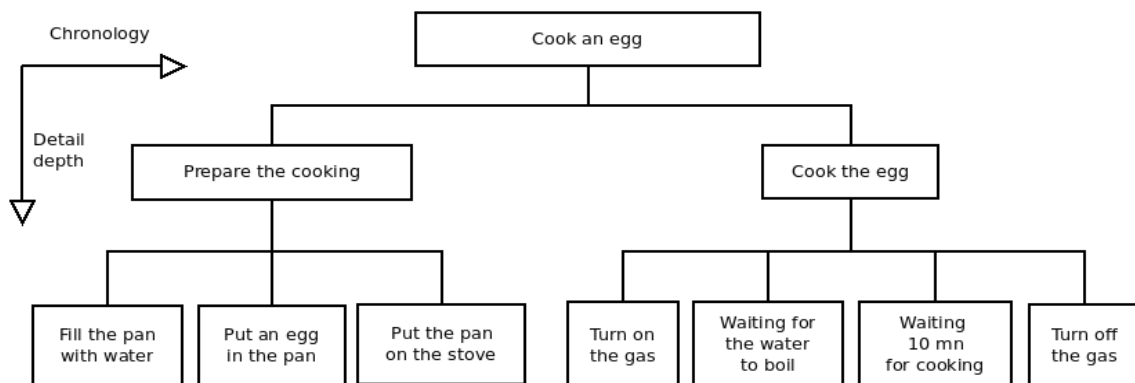 Chronology
Cook an egg
Detail
depth
Prepare the cooking
Cook the egg
Fill the pan
with water
Put an egg
in the pan
Put the pan
on the stove
Turn on
the gas
Waiting for
the water
to boil
Waiting
10 mn
for cooking
Turn off
the gas